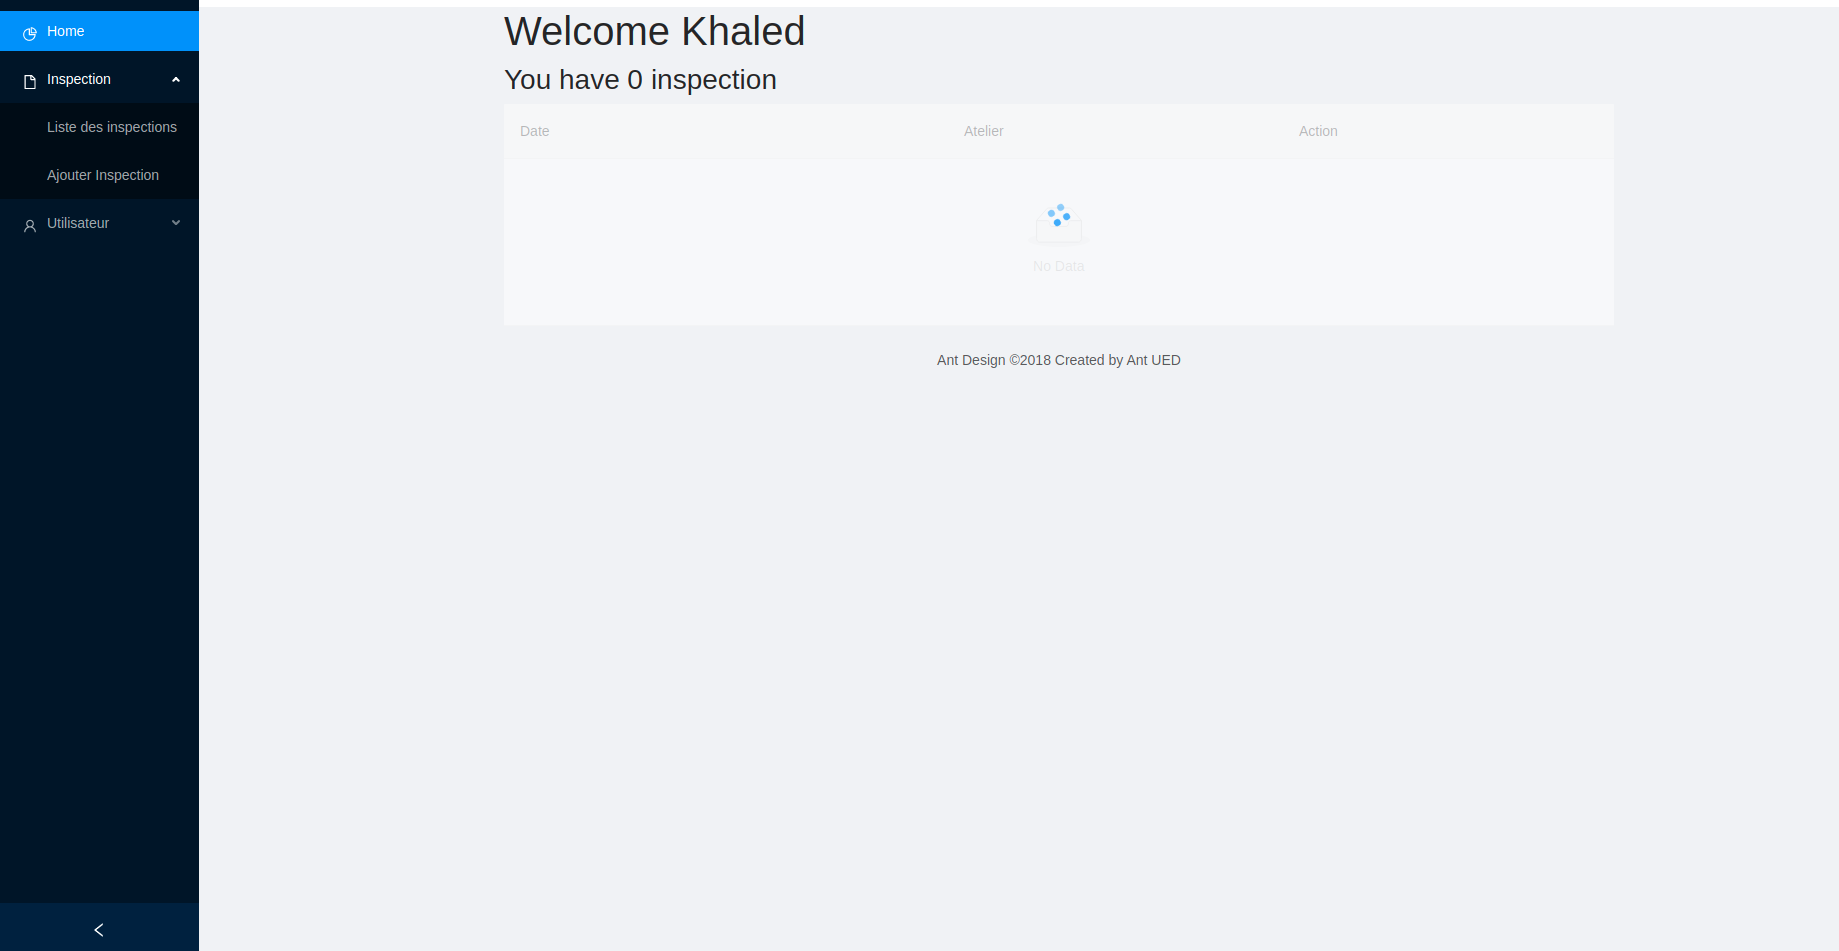 Home
Inspection
Liste des inspections
Ajouter Inspection
Utilisateur
Welcome Khaled
You have 0 inspection
Date Atelier Action
No Data
Ant Design ©2018 Created by Ant UED